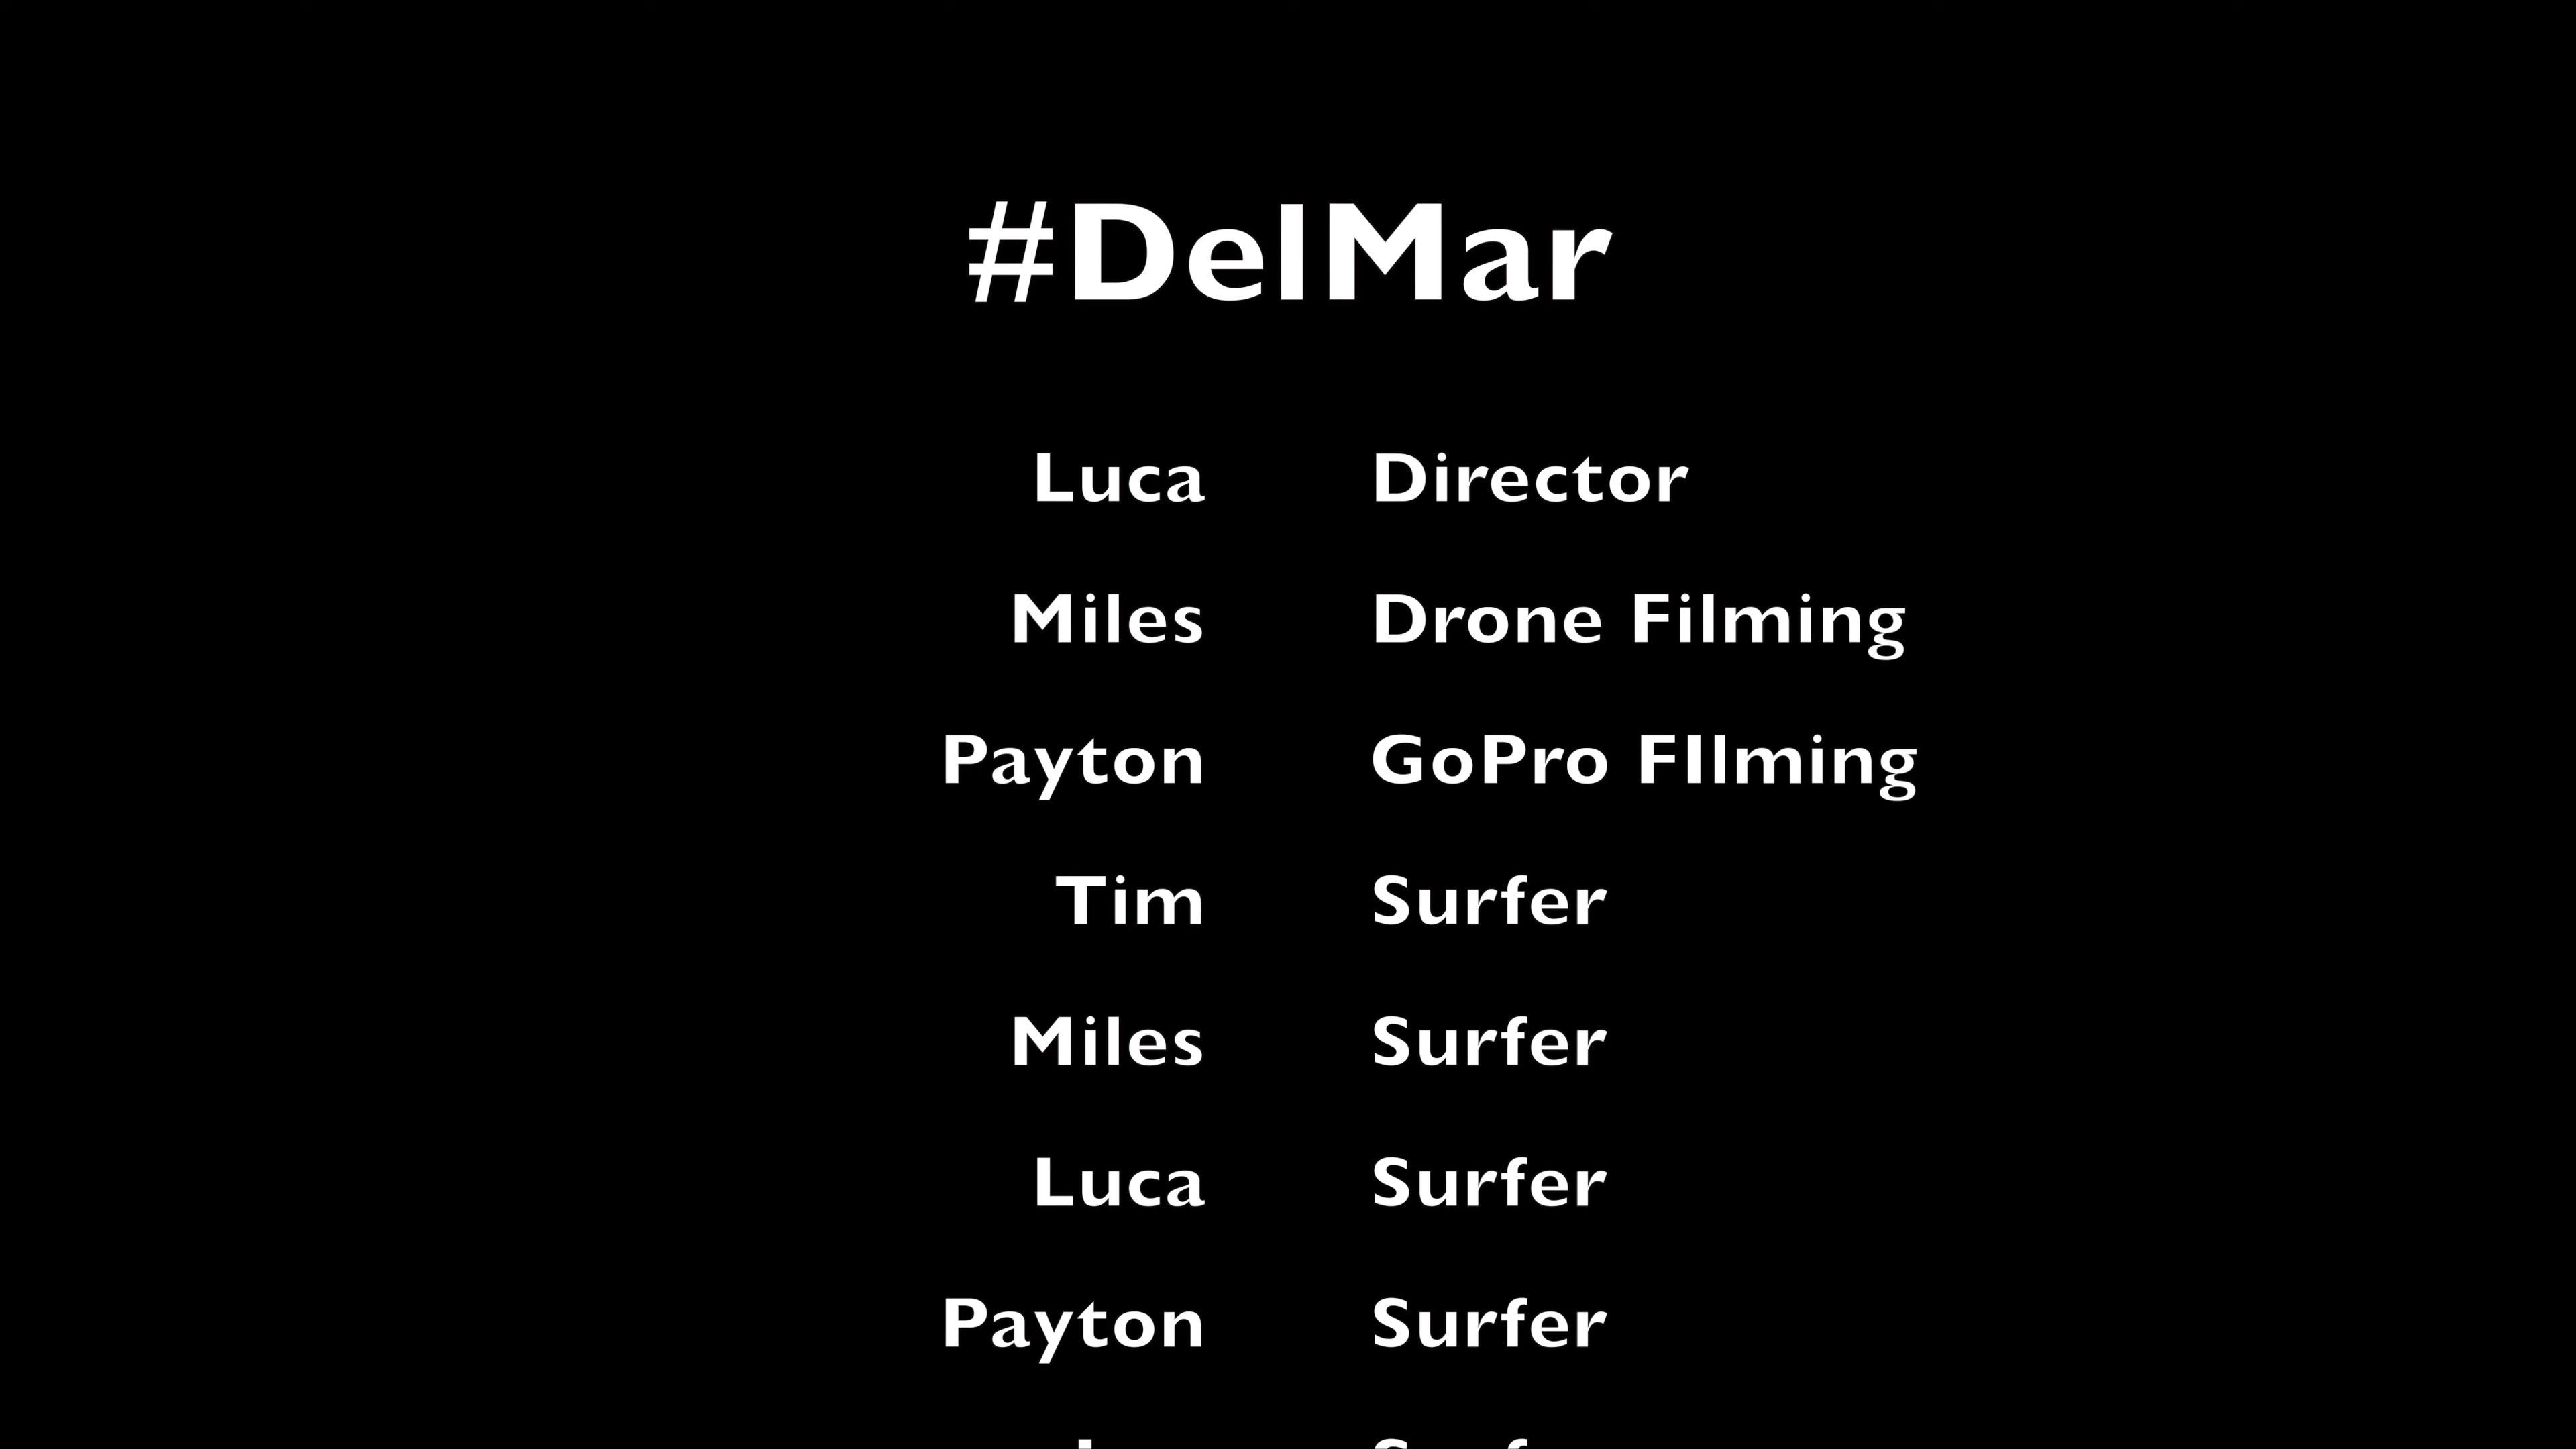 #DelMar
Luca Director
Miles Drone Filming
Payton GoPro FIlming
Tim Surfer
Miles Surfer
Luca Surfer
Payton Surfer